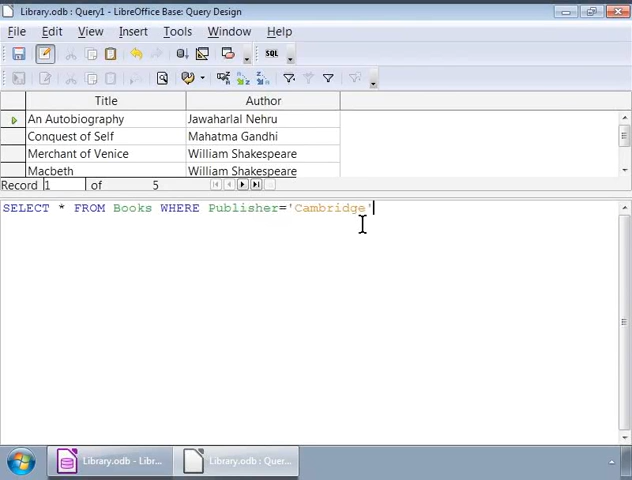 Library.odb : Query1 - LibreOffice Base: Query Design
File Edit View Insert Tools Window Help
SQL
Title Author
An Autobiography Jawaharlal Nehru
Conquest of Self Mahatma Gandhi
Merchant of Venice William Shakespeare
Macbeth William Shakespeare
Record 1 of 5
SELECT * FROM Books WHERE Publisher='Cambridge'
Library.odb - Libr... Library.odb : Quer...